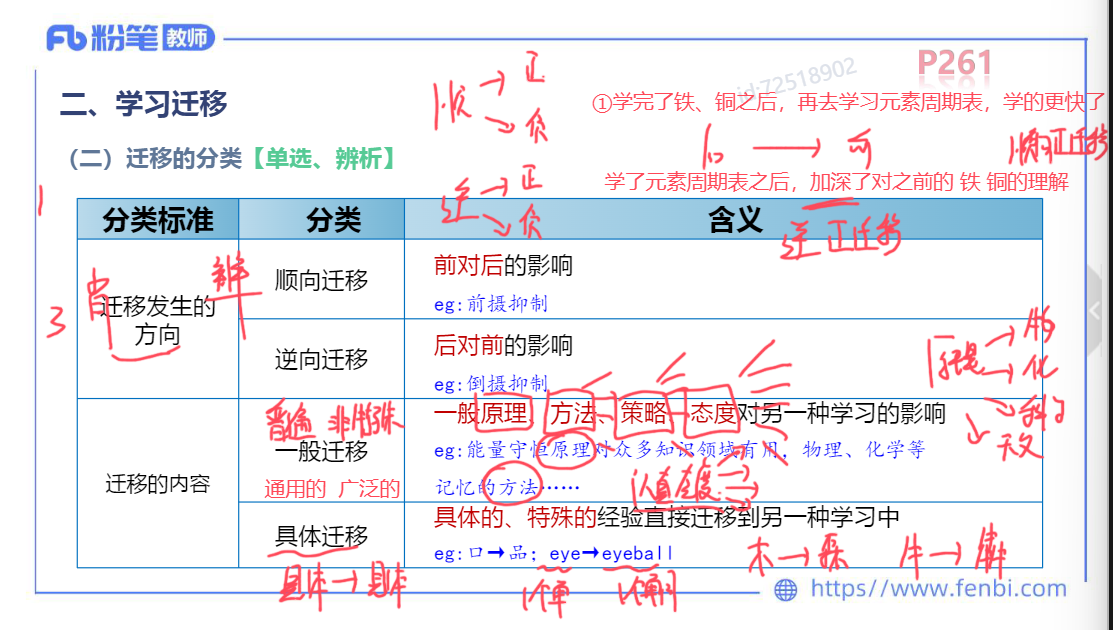 粉笔教师
P261
id:72518902
二、学习迁移
顺→正
→负
①学完了铁、铜之后，再去学习元素周期表，学的更快了
前→后
顺向正迁移
（二）迁移的分类【单选、辨析】
逆→正
→负
学了元素周期表之后，加深了对之前的 铁 铜的理解
逆 正迁移
1
分类标准 分类 含义
辨
3
迁移发生的
方向
顺向迁移
前对后的影响
eg:前摄抑制
逆向迁移
后对前的影响
eg:倒摄抑制
→物
→化
迁移的内容
普遍 非特殊
一般迁移
通用的 广泛的
一般原理、方法、策略、态度对另一种学习的影响
eg:能量守恒原理对众多知识领域有用，物理、化学等
记忆的方法……
认真态度
具体迁移
具体→具体
具体的、特殊的经验直接迁移到另一种学习中
eg:口→品；eye→eyeball
木→森
牛→犇
https//www.fenbi.com